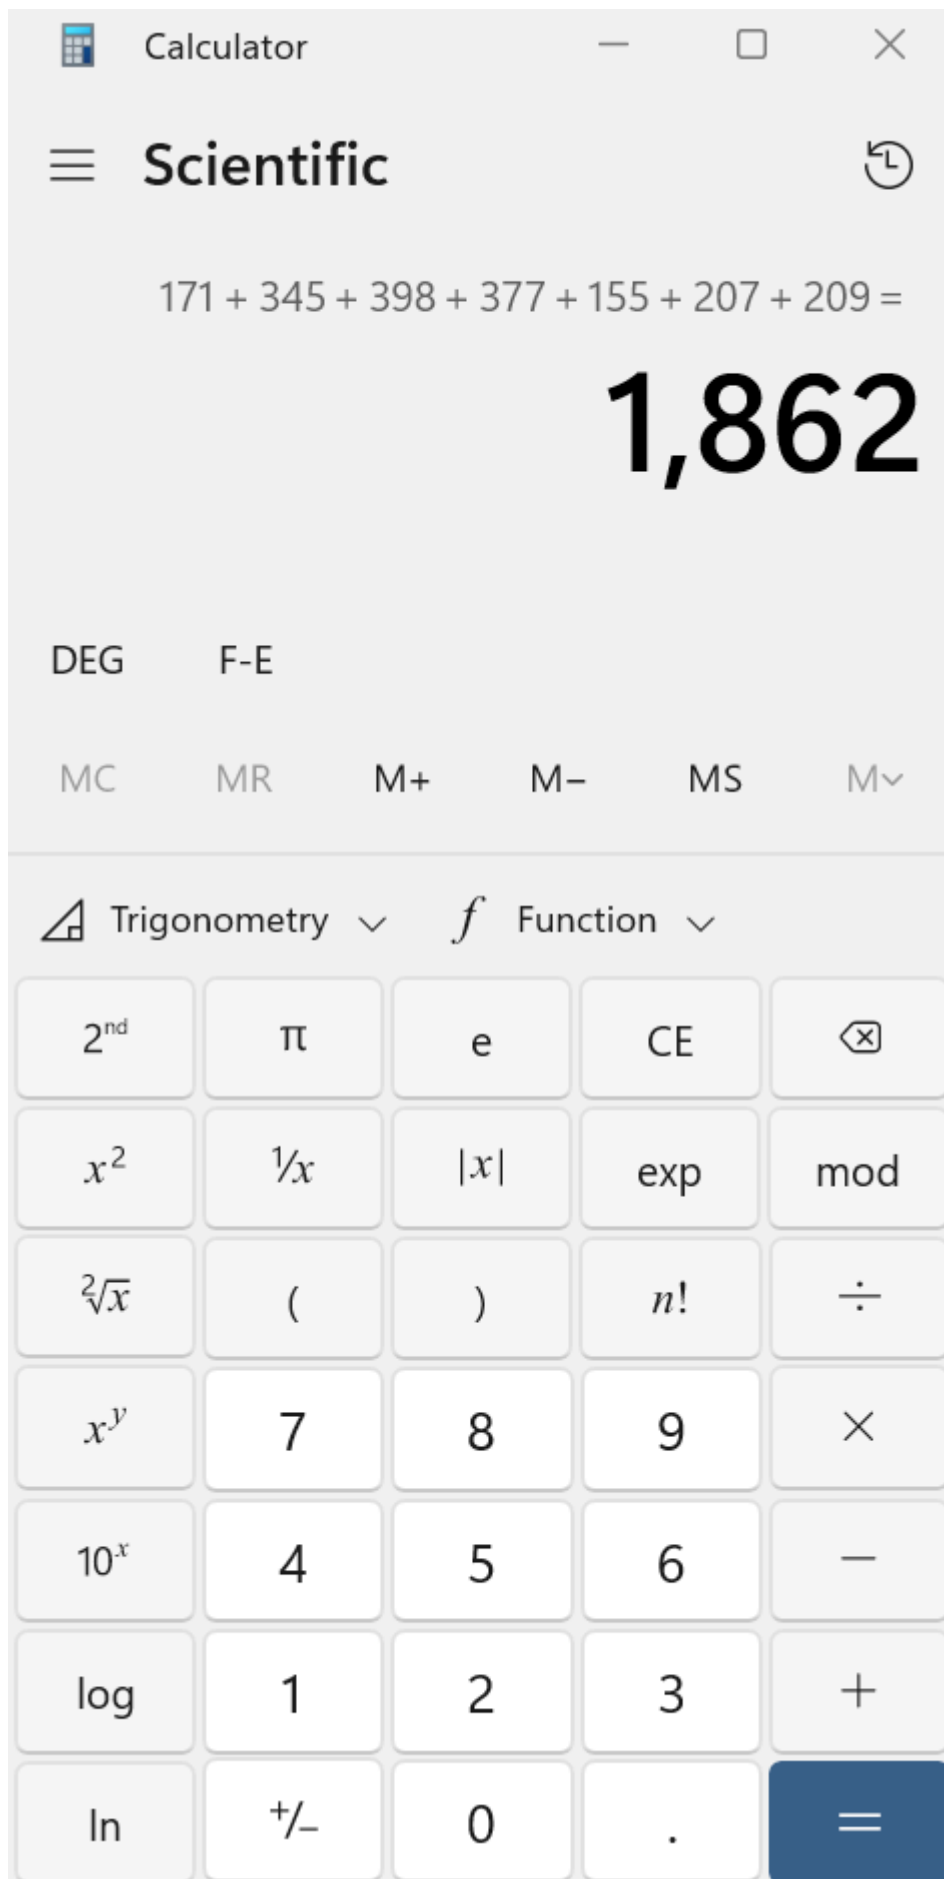 Calculator
Scientific
171 + 345 + 398 + 377 + 155 + 207 + 209 =
1,862
DEG F-E
MC MR M+ M− MS M
Trigonometry f Function
2nd π e CE
x² ¹/x |x| exp mod
²√x ( ) n! ÷
xʸ 7 8 9 ×
10ˣ 4 5 6 −
log 1 2 3 +
ln +/− 0 . =